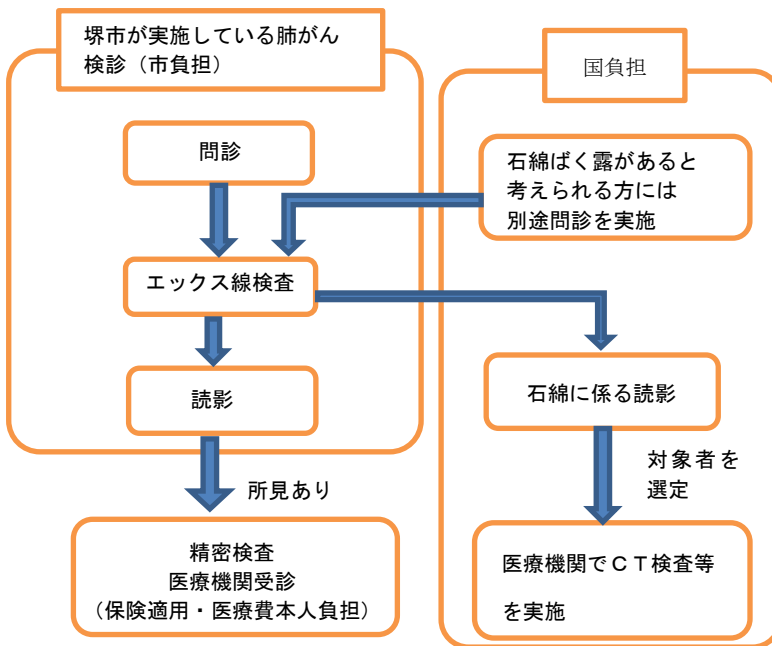 堺市が実施している肺がん
検診（市負担）
問診
エックス線検査
読影
所見あり
精密検査
医療機関受診
（保険適用・医療費本人負担）
国負担
石綿ばく露があると
考えられる方には
別途問診を実施
石綿に係る読影
対象者を
選定
医療機関でＣＴ検査等
を実施